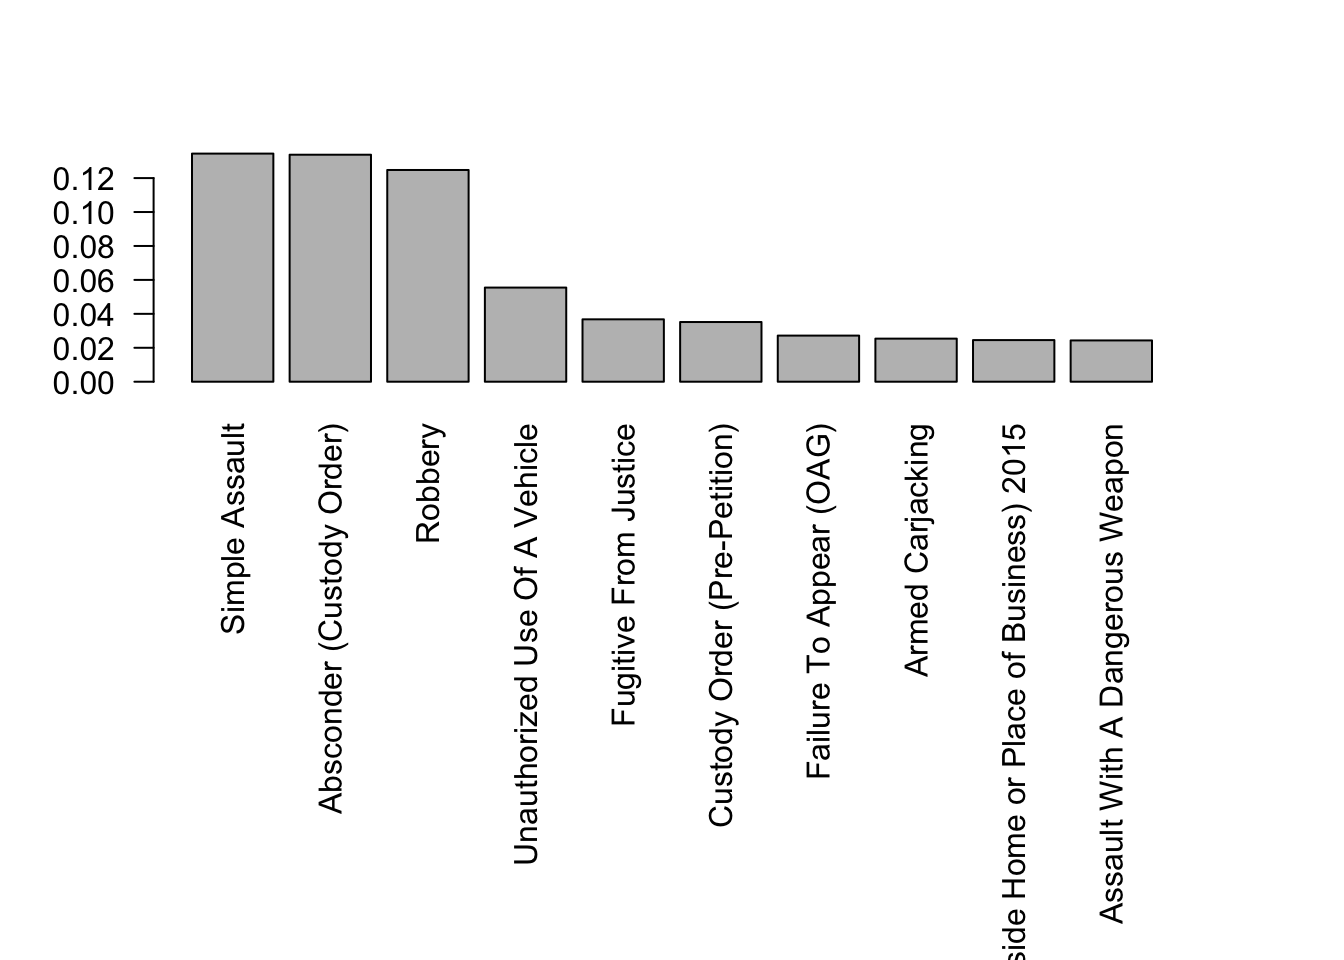 0.12
0.10
0.08
0.06
0.04
0.02
0.00
Simple Assault
Absconder (Custody Order)
Robbery
Unauthorized Use Of A Vehicle
Fugitive From Justice
Custody Order (Pre-Petition)
Failure To Appear (OAG)
Armed Carjacking
side Home or Place of Business) 2015
Assault With A Dangerous Weapon